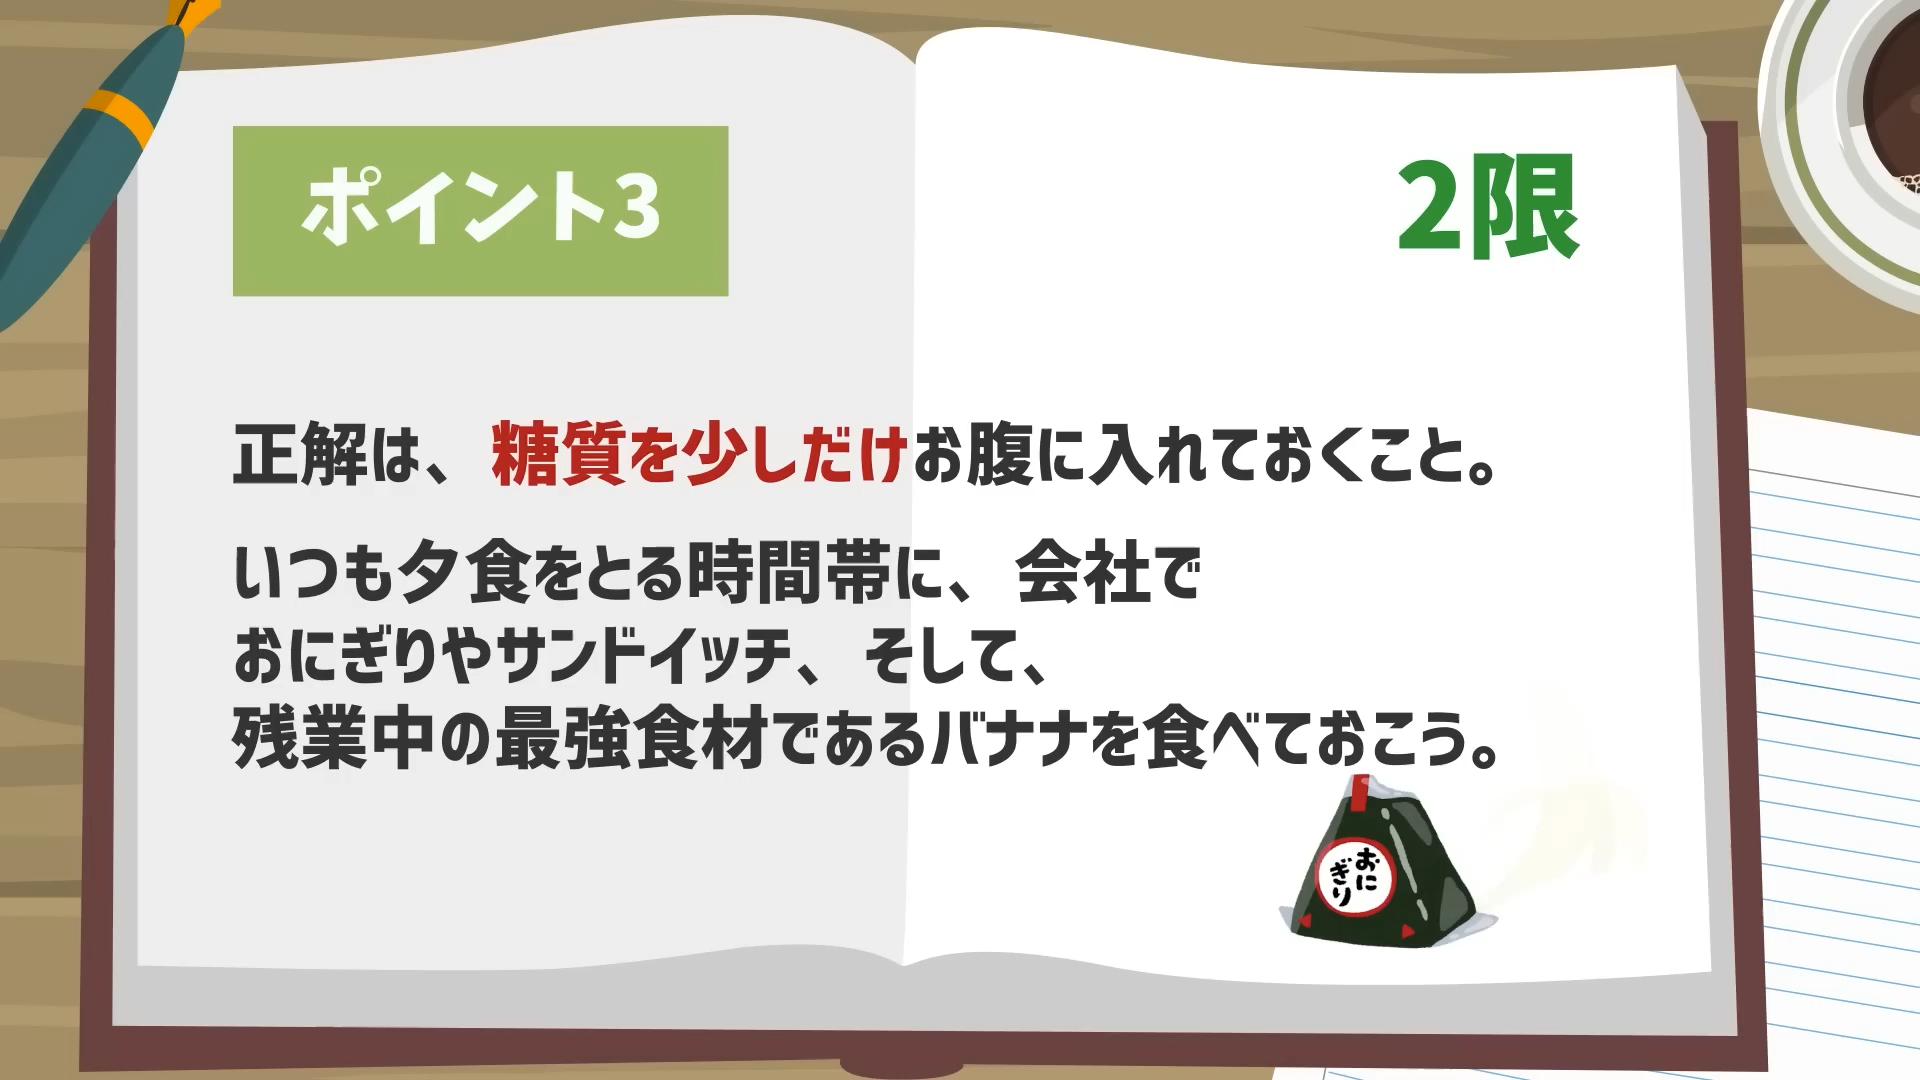 ポイント3
2限
正解は、糖質を少しだけお腹に入れておくこと。
いつも夕食をとる時間帯に、会社で
おにぎりやサンドイッチ、そして、
残業中の最強食材であるバナナを食べておこう。
おに
ぎり